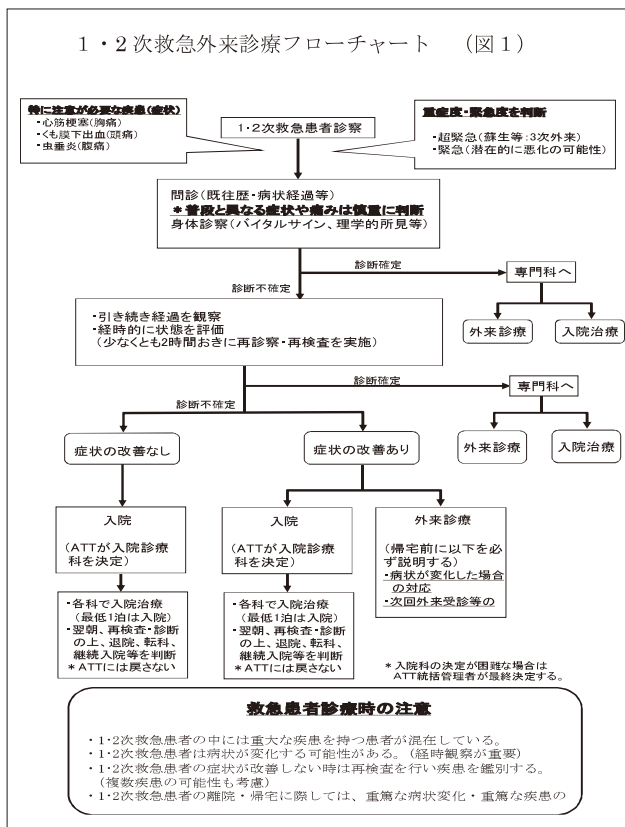 1・2次救急外来診療フローチャート （図1）
特に注意が必要な疾患(症状)
・心筋梗塞(胸痛)
・くも膜下出血(頭痛)
・虫垂炎(腹痛)
1・2次救急患者診察
重症度・緊急度を判断
・超緊急(蘇生等:3次外来)
・緊急(潜在的に悪化の可能性)
問診(既往歴・病状経過等)
＊普段と異なる症状や痛みは慎重に判断
身体診察(バイタルサイン、理学的所見等)
診断確定
専門科へ
診断不確定
外来診療
入院治療
・引き続き経過を観察
・経時的に状態を評価
(少なくとも2時間おきに再診察・再検査を実施)
診断確定
専門科へ
診断不確定
外来診療
入院治療
症状の改善なし
症状の改善あり
入院
(ATTが入院診療
科を決定)
入院
(ATTが入院診療
科を決定)
外来診療
(帰宅前に以下を必
ず説明する)
・病状が変化した場合
の対応
・次回外来受診等の
・各科で入院治療
(最低1泊は入院)
・翌朝、再検査・診断
の上、退院、転科、
継続入院等を判断
＊ATTには戻さない
・各科で入院治療
(最低1泊は入院)
・翌朝、再検査・診断
の上、退院、転科、
継続入院等を判断
＊ATTには戻さない
＊入院科の決定が困難な場合は
ATT統括管理者が最終決定する。
救急患者診療時の注意
・1・2次救急患者の中には重大な疾患を持つ患者が混在している。
・1・2次救急患者は病状が変化する可能性がある。(経時観察が重要)
・1・2次救急患者の症状が改善しない時は再検査を行い疾患を鑑別する。
(複数疾患の可能性も考慮)
・1・2次救急患者の離院・帰宅に際しては、重篤な病状変化・重篤な疾患の